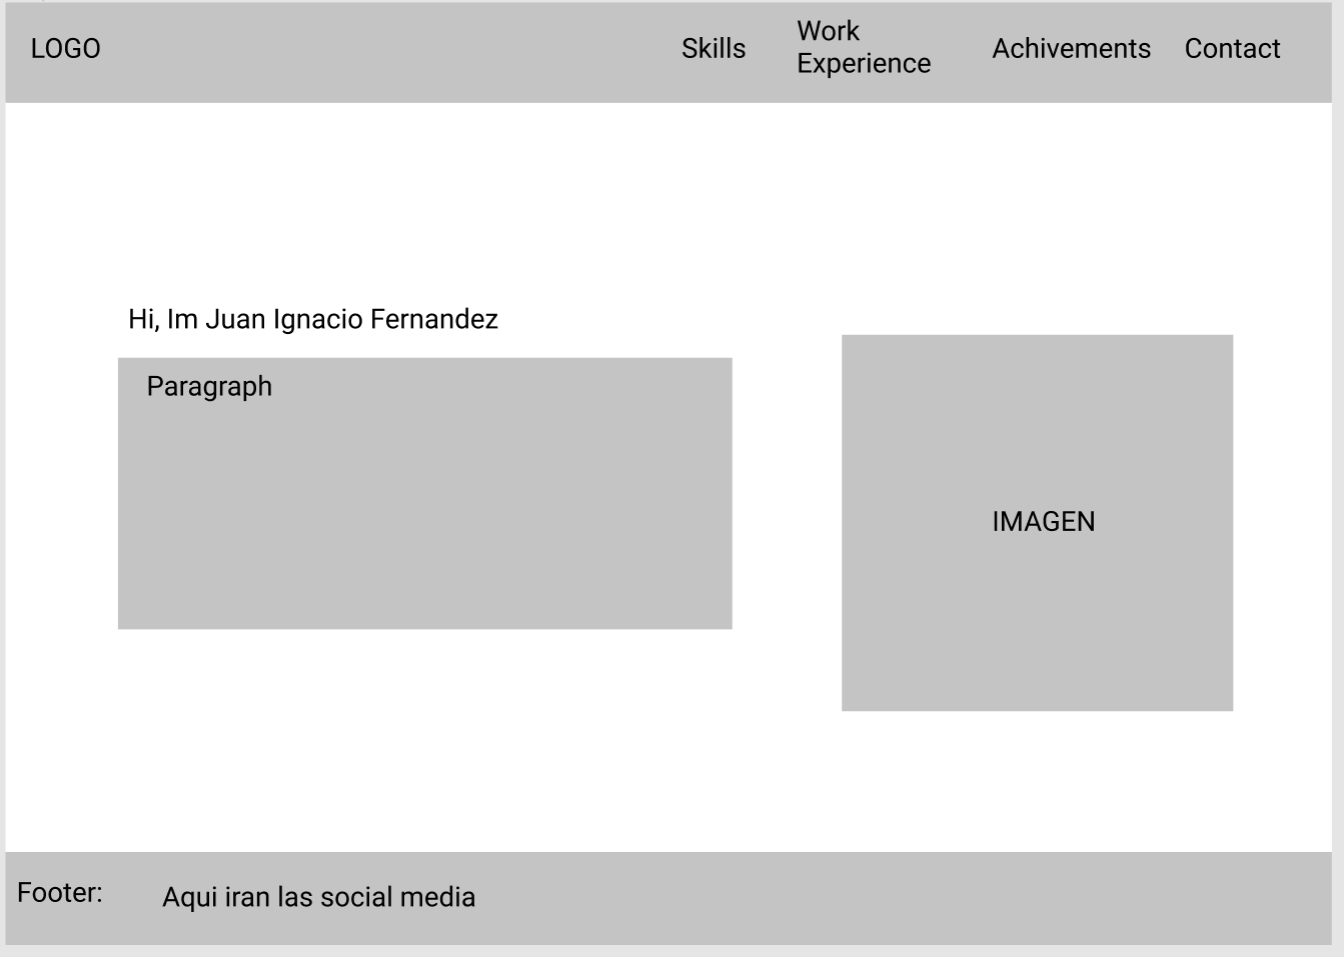 LOGO
Skills
Work
Experience
Achivements
Contact
Hi, Im Juan Ignacio Fernandez
Paragraph
IMAGEN
Footer:
Aqui iran las social media